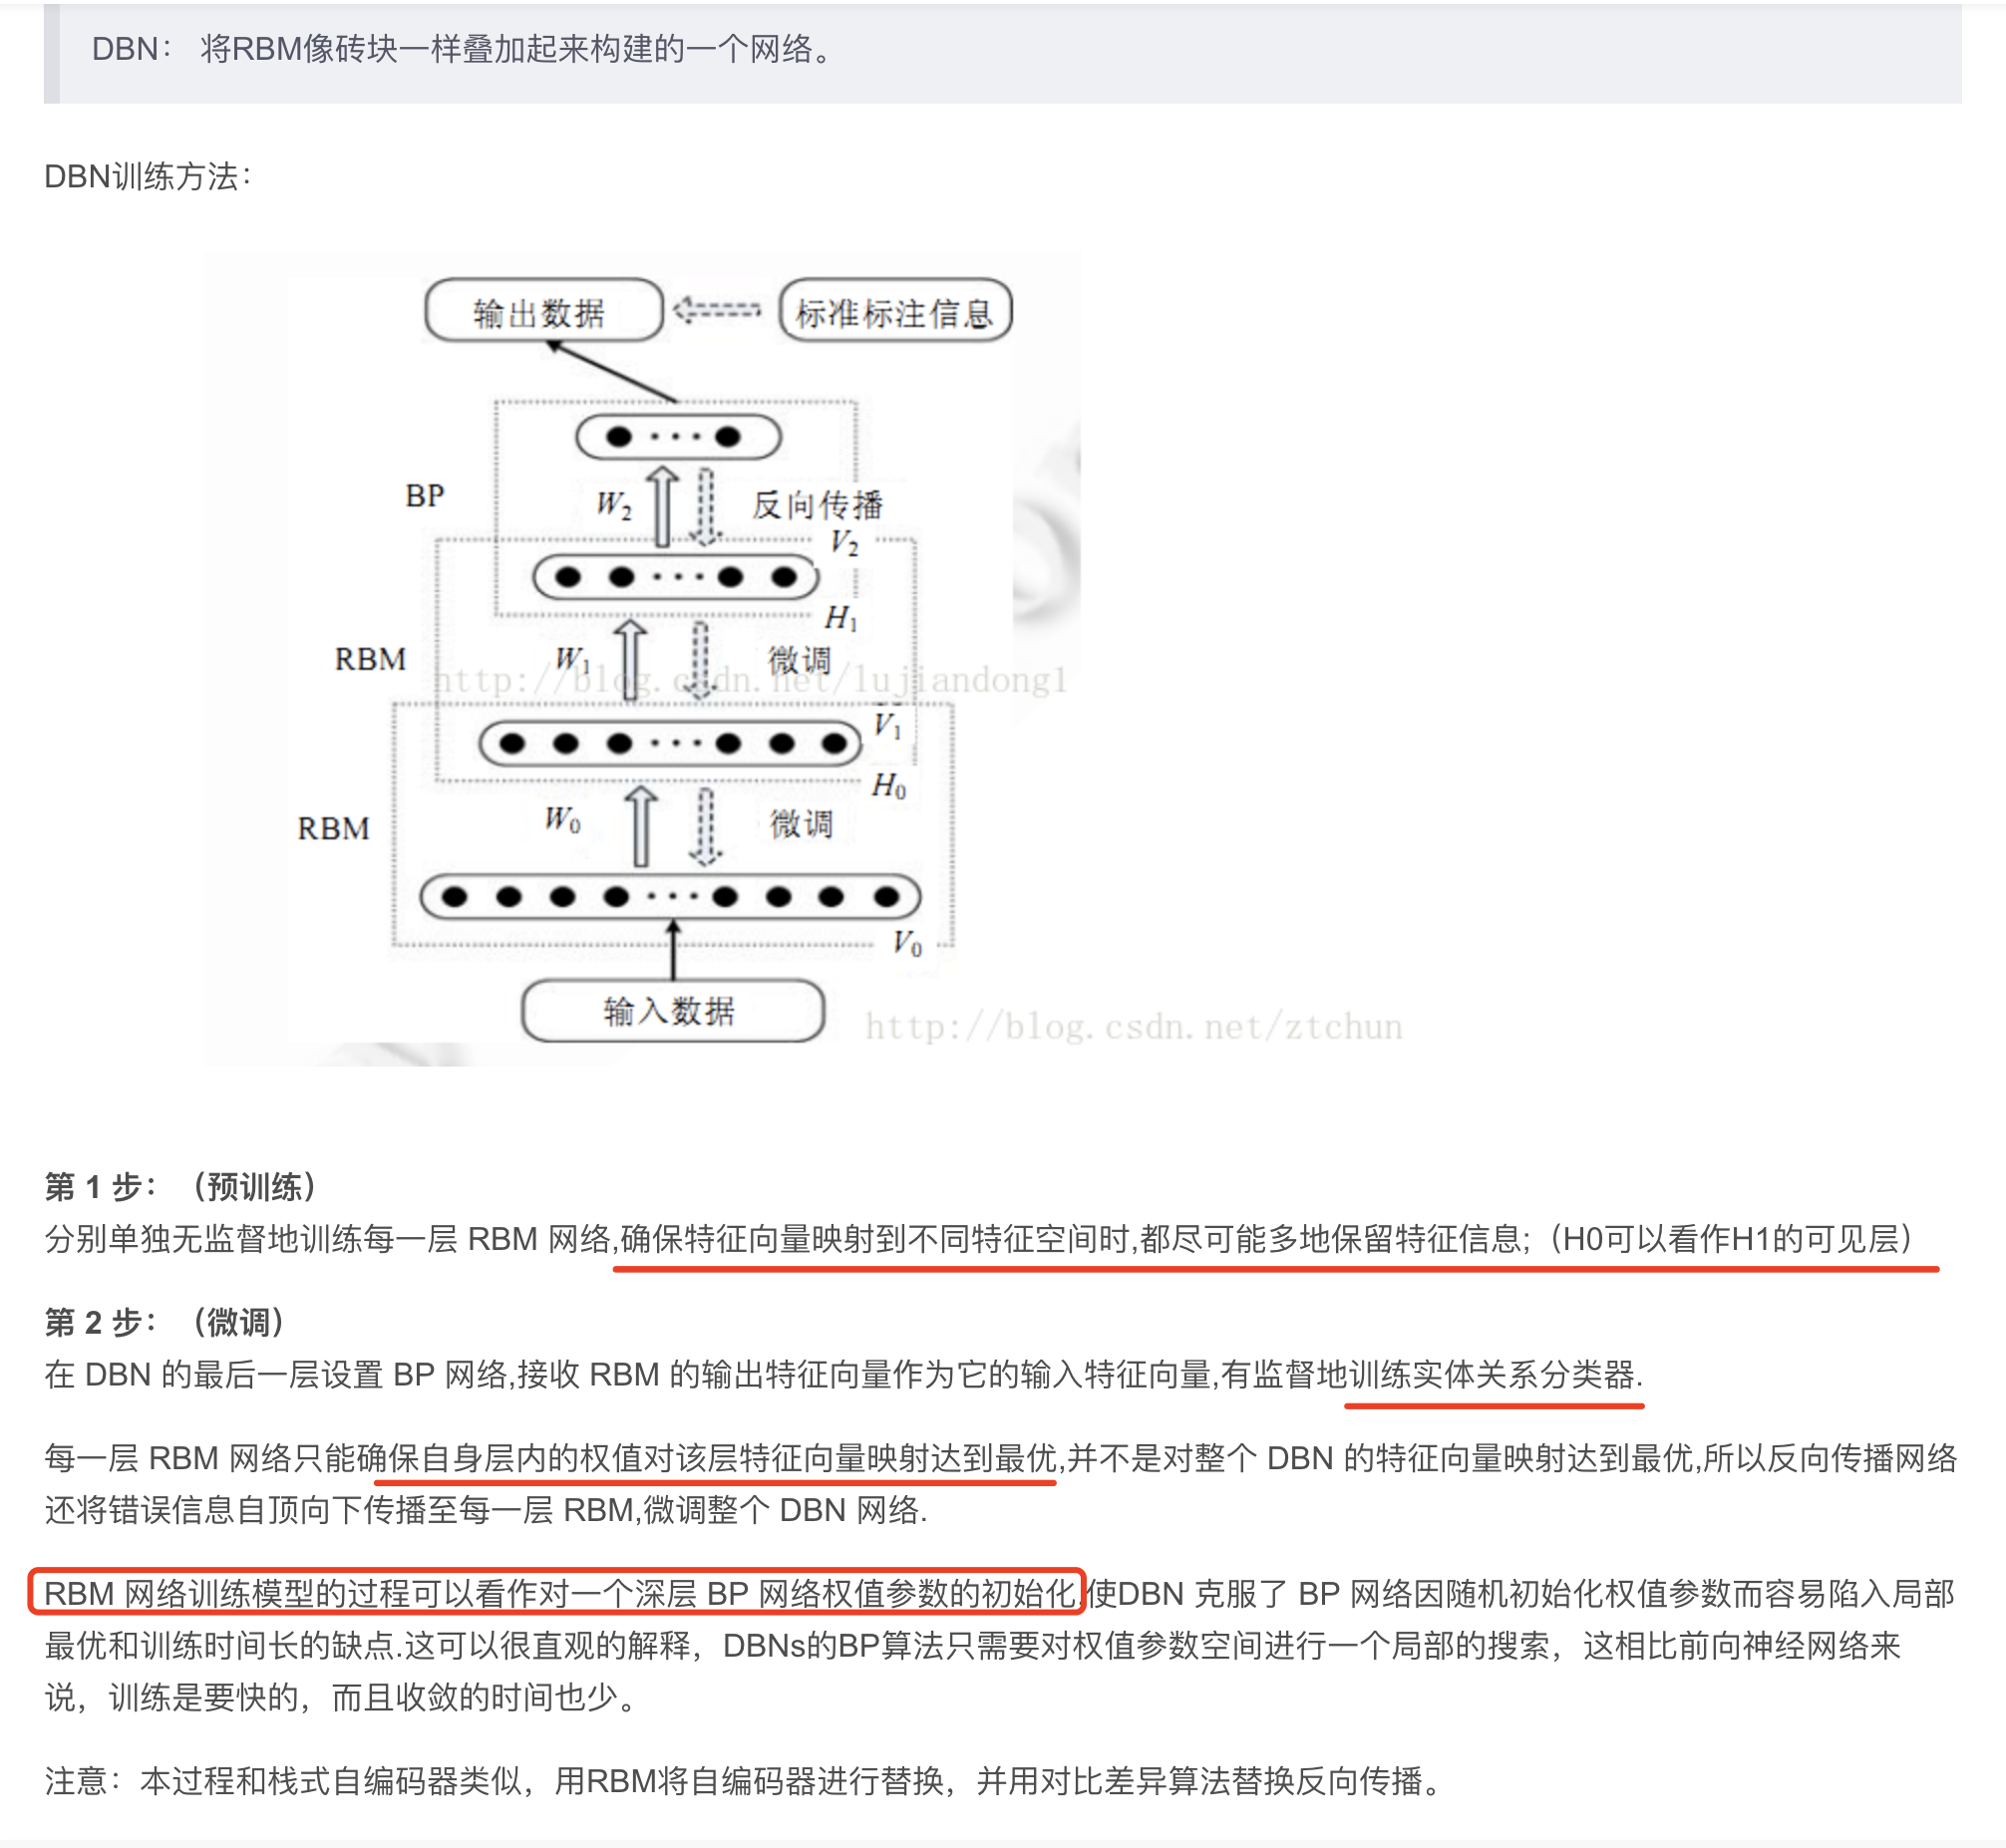 DBN： 将RBM像砖块一样叠加起来构建的一个网络。
DBN训练方法：
输出数据
标准标注信息
BP
W2
反向传播
V2
H1
RBM
W1
微调
http://blog.csdn.net/lujiandong1
V1
H0
RBM
W0
微调
V0
输入数据
http://blog.csdn.net/ztchun
第 1 步：（预训练）
分别单独无监督地训练每一层 RBM 网络,确保特征向量映射到不同特征空间时,都尽可能多地保留特征信息;（H0可以看作H1的可见层）
第 2 步：（微调）
在 DBN 的最后一层设置 BP 网络,接收 RBM 的输出特征向量作为它的输入特征向量,有监督地训练实体关系分类器.
每一层 RBM 网络只能确保自身层内的权值对该层特征向量映射达到最优,并不是对整个 DBN 的特征向量映射达到最优,所以反向传播网络
还将错误信息自顶向下传播至每一层 RBM,微调整个 DBN 网络.
RBM 网络训练模型的过程可以看作对一个深层 BP 网络权值参数的初始化,使DBN 克服了 BP 网络因随机初始化权值参数而容易陷入局部
最优和训练时间长的缺点.这可以很直观的解释，DBNs的BP算法只需要对权值参数空间进行一个局部的搜索，这相比前向神经网络来
说，训练是要快的，而且收敛的时间也少。
注意：本过程和栈式自编码器类似，用RBM将自编码器进行替换，并用对比差异算法替换反向传播。